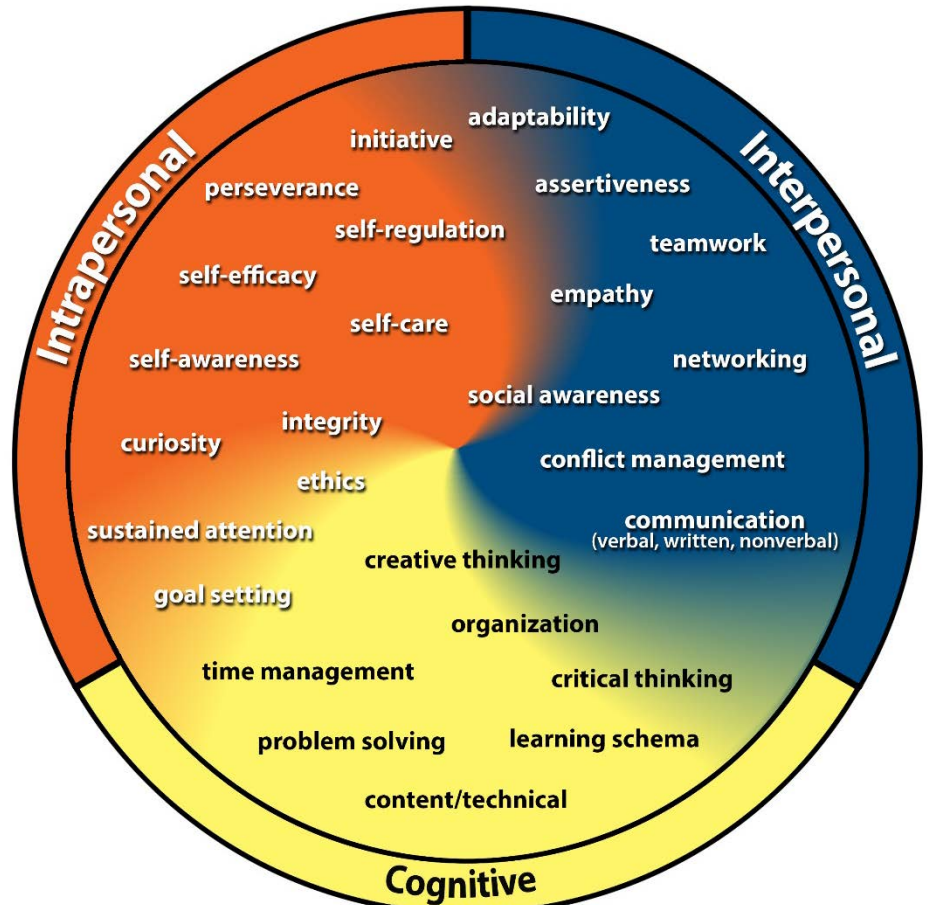 Intrapersonal
Interpersonal
adaptability
initiative
assertiveness
perseverance
self-regulation
teamwork
self-efficacy
empathy
self-care
self-awareness
networking
social awareness
integrity
curiosity
conflict management
ethics
sustained attention
communication
(verbal, written, nonverbal)
creative thinking
goal setting
organization
time management
critical thinking
problem solving
learning schema
content/technical
Cognitive